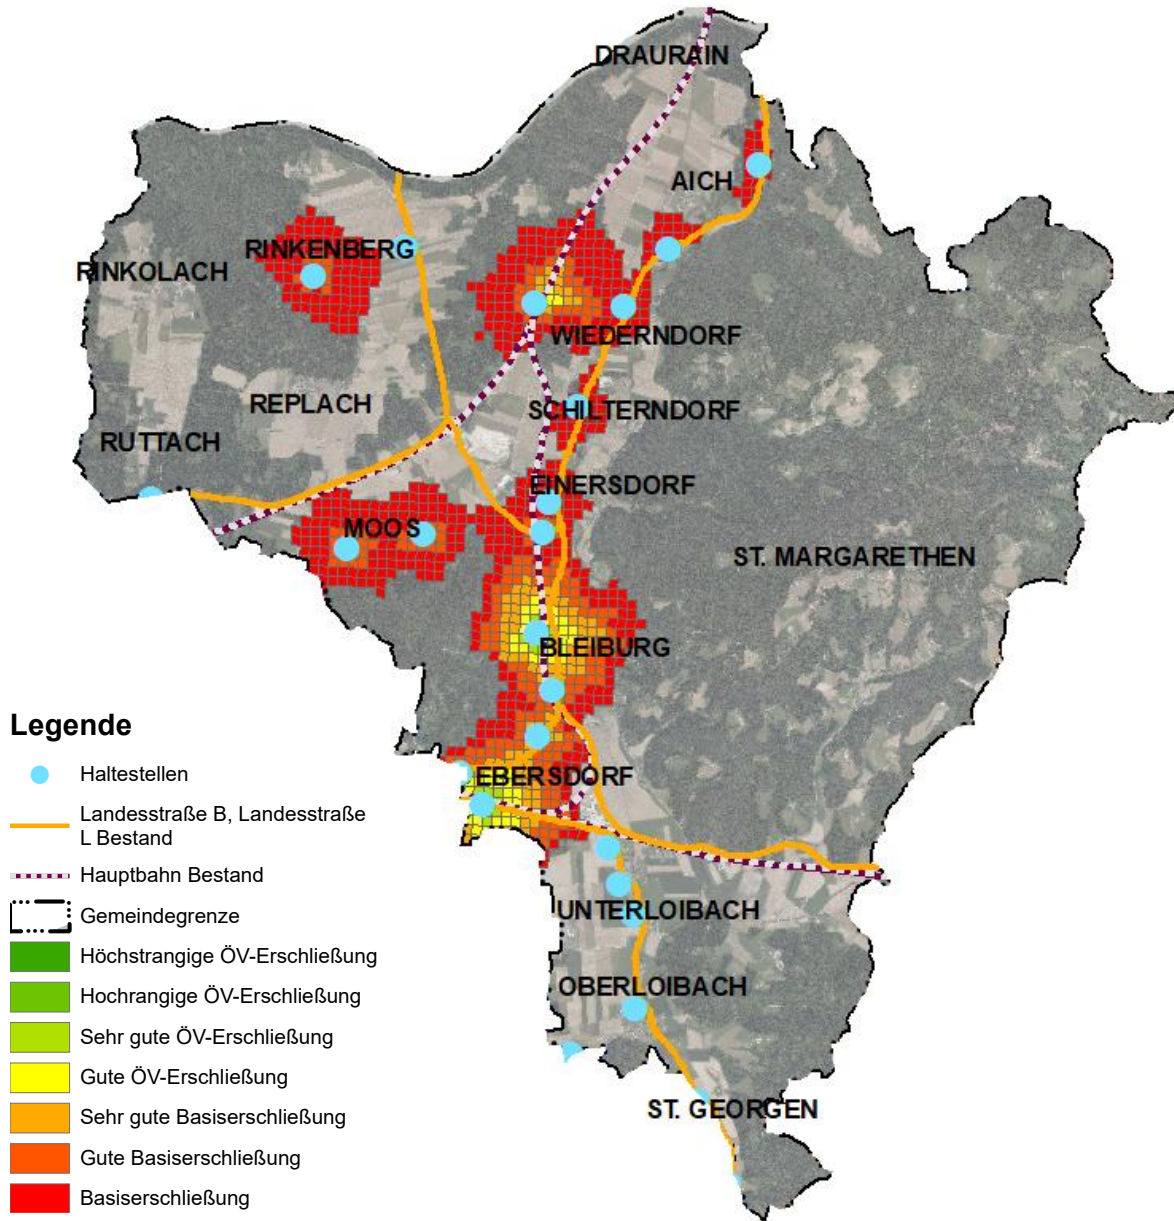 DRAURAIN
AICH
RINKENBERG
RINKOLACH
WIEDERNDORF
REPLACH
SCHILTERNDORF
RUTTACH
EINERSDORF
MOOS
ST. MARGARETHEN
BLEIBURG
EBERSDORF
UNTERLOIBACH
OBERLOIBACH
ST. GEORGEN
Legende
Haltestellen
Landesstraße B, Landesstraße
L Bestand
Hauptbahn Bestand
Gemeindegrenze
Höchstrangige ÖV-Erschließung
Hochrangige ÖV-Erschließung
Sehr gute ÖV-Erschließung
Gute ÖV-Erschließung
Sehr gute Basiserschließung
Gute Basiserschließung
Basiserschließung